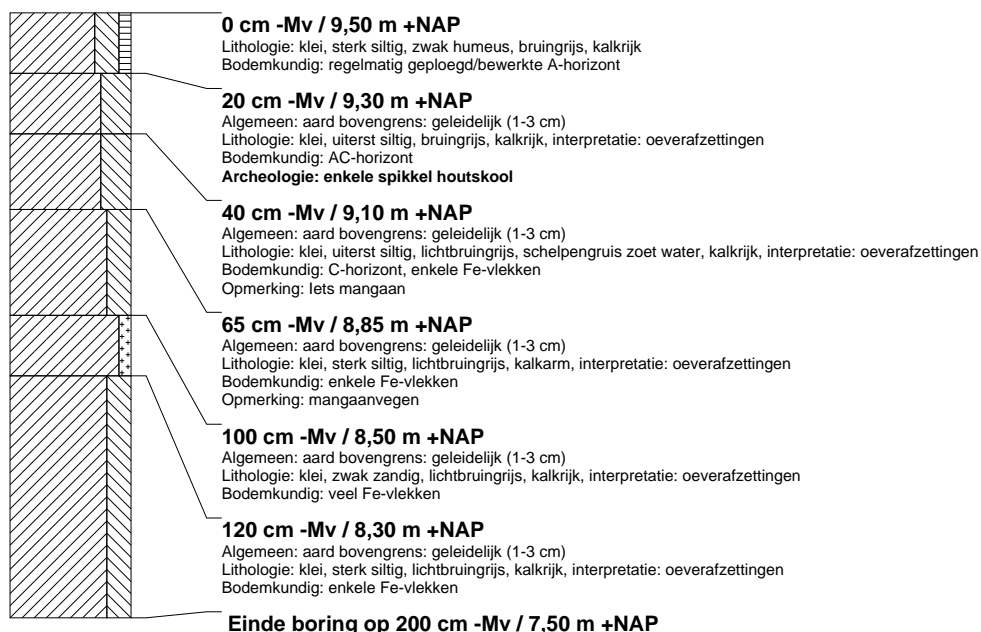 0 cm -Mv / 9,50 m +NAP
Lithologie: klei, sterk siltig, zwak humeus, bruingrijs, kalkrijk
Bodemkundig: regelmatig geploegd/bewerkte A-horizont
20 cm -Mv / 9,30 m +NAP
Algemeen: aard bovengrens: geleidelijk (1-3 cm)
Lithologie: klei, uiterst siltig, bruingrijs, kalkrijk, interpretatie: oeverafzettingen
Bodemkundig: AC-horizont
Archeologie: enkele spikkel houtskool
40 cm -Mv / 9,10 m +NAP
Algemeen: aard bovengrens: geleidelijk (1-3 cm)
Lithologie: klei, uiterst siltig, lichtbruingrijs, schelpengruis zoet water, kalkrijk, interpretatie: oeverafzettingen
Bodemkundig: C-horizont, enkele Fe-vlekken
Opmerking: Iets mangaan
65 cm -Mv / 8,85 m +NAP
Algemeen: aard bovengrens: geleidelijk (1-3 cm)
Lithologie: klei, sterk siltig, lichtbruingrijs, kalkarm, interpretatie: oeverafzettingen
Bodemkundig: enkele Fe-vlekken
Opmerking: mangaanvegen
100 cm -Mv / 8,50 m +NAP
Algemeen: aard bovengrens: geleidelijk (1-3 cm)
Lithologie: klei, zwak zandig, lichtbruingrijs, kalkrijk, interpretatie: oeverafzettingen
Bodemkundig: veel Fe-vlekken
120 cm -Mv / 8,30 m +NAP
Algemeen: aard bovengrens: geleidelijk (1-3 cm)
Lithologie: klei, sterk siltig, lichtbruingrijs, kalkrijk, interpretatie: oeverafzettingen
Bodemkundig: enkele Fe-vlekken
Einde boring op 200 cm -Mv / 7,50 m +NAP